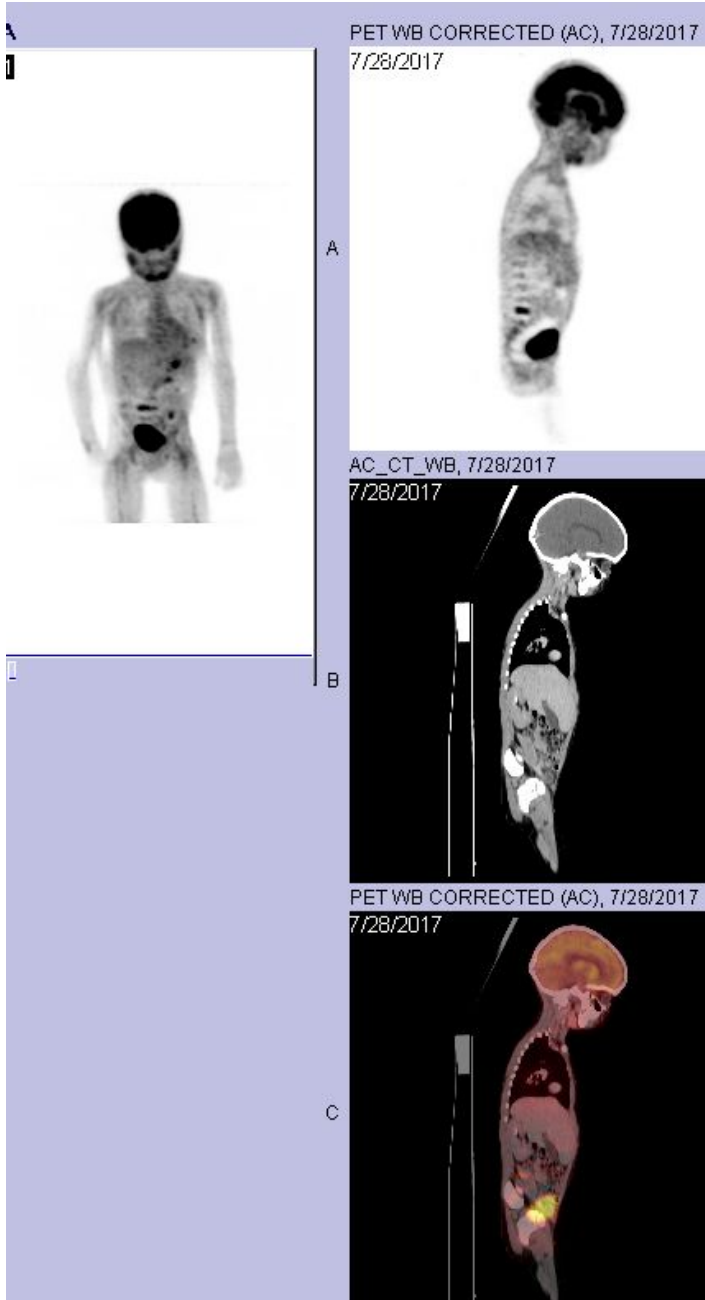 A
PET WB CORRECTED (AC), 7/28/2017
7/28/2017
A
AC_CT_WB, 7/28/2017
7/28/2017
B
PET WB CORRECTED (AC), 7/28/2017
7/28/2017
C